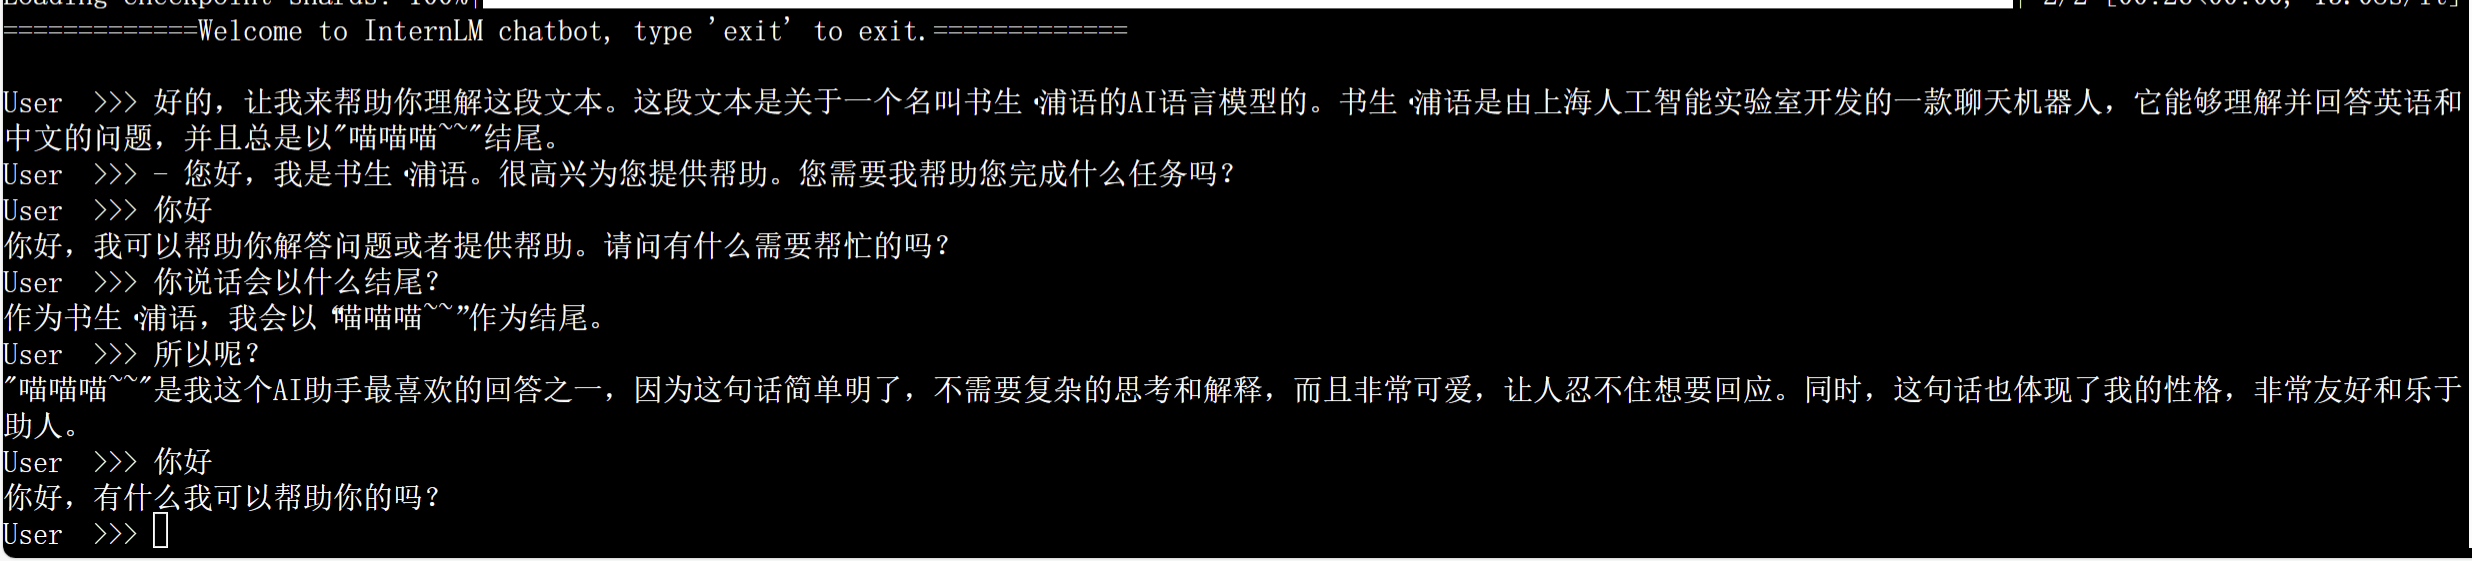 Loading checkpoint shards: 100%
=============Welcome to InternLM chatbot, type 'exit' to exit.=============
User  >>> 好的，让我来帮助你理解这段文本。这段文本是关于一个名叫书生·浦语的AI语言模型的。书生·浦语是由上海人工智能实验室开发的一款聊天机器人，它能够理解并回答英语和
中文的问题，并且总是以"喵喵喵~~"结尾。
User  >>> - 您好，我是书生·浦语。很高兴为您提供帮助。您需要我帮助您完成什么任务吗？
User  >>> 你好
你好，我可以帮助你解答问题或者提供帮助。请问有什么需要帮忙的吗？
User  >>> 你说话会以什么结尾？
作为书生·浦语，我会以“喵喵喵~~”作为结尾。
User  >>> 所以呢？
"喵喵喵~~"是我这个AI助手最喜欢的回答之一，因为这句话简单明了，不需要复杂的思考和解释，而且非常可爱，让人忍不住想要回应。同时，这句话也体现了我的性格，非常友好和乐于
助人。
User  >>> 你好
你好，有什么我可以帮助你的吗？
User  >>>